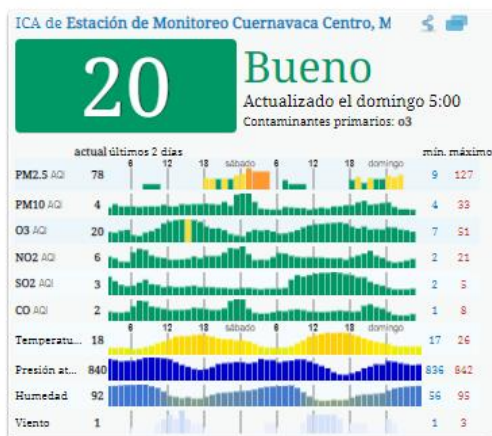 ICA de Estación de Monitoreo Cuernavaca Centro, M
20
Bueno
Actualizado el domingo 5:00
Contaminantes primarios: o3
actual últimos 2 días mín. máximo
6 12 18 sábado 6 12 18 domingo
PM2.5 AQI 78 9 127
PM10 AQI 4 4 33
O3 AQI 20 7 51
NO2 AQI 6 2 21
SO2 AQI 3 2 5
CO AQI 2 1 8
6 12 18 sábado 6 12 18 domingo
Temperatu... 18 17 26
Presión at... 840 836 842
Humedad 92 56 95
Viento 1 1 3